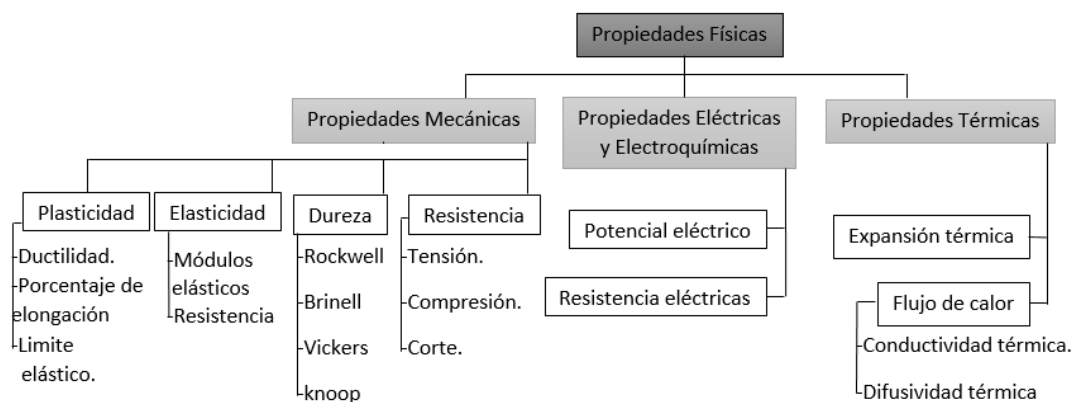 Propiedades Físicas
Propiedades Mecánicas
Propiedades Eléctricas
y Electroquímicas
Propiedades Térmicas
Plasticidad
Ductilidad.
Porcentaje de
elongación
Limite
elástico.
Elasticidad
Módulos
elásticos
Resistencia
Dureza
Rockwell
Brinell
Vickers
knoop
Resistencia
Tensión.
Compresión.
Corte.
Potencial eléctrico
Resistencia eléctricas
Expansión térmica
Flujo de calor
Conductividad térmica.
Difusividad térmica